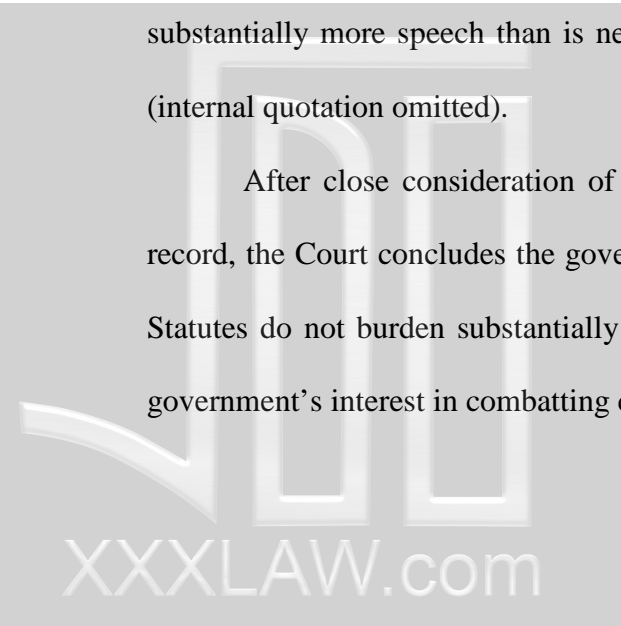 substantially more speech than is ne
(internal quotation omitted).
After close consideration of
record, the Court concludes the gove
Statutes do not burden substantially
government’s interest in combatting
XXXLAW.com